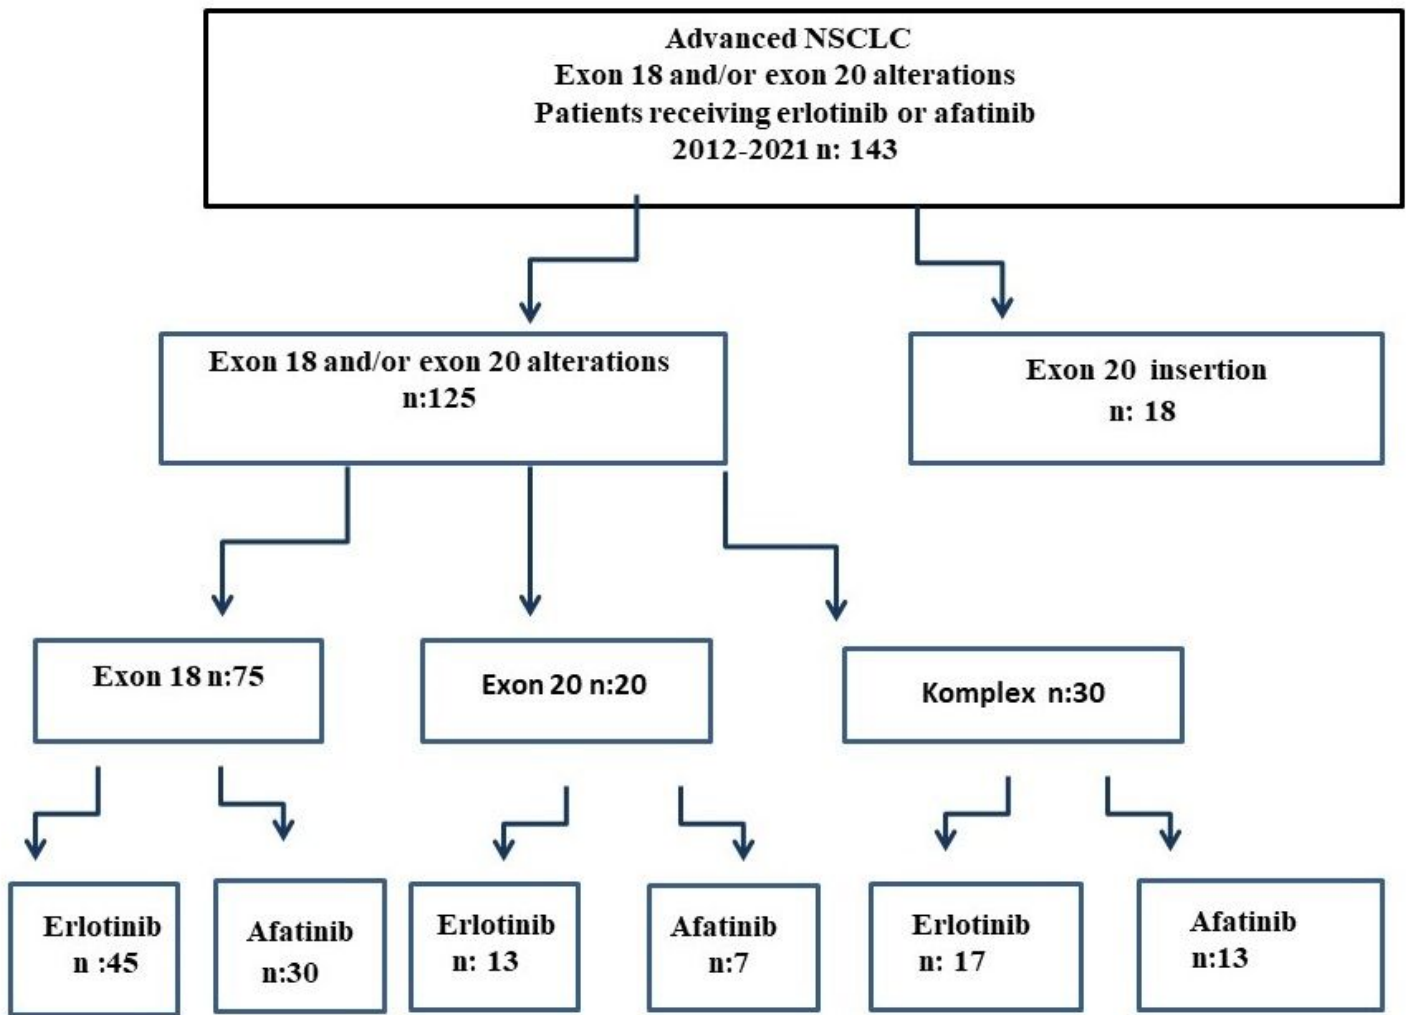 Advanced NSCLC
Exon 18 and/or exon 20 alterations
Patients receiving erlotinib or afatinib
2012-2021 n: 143
Exon 18 and/or exon 20 alterations
n:125
Exon 20 insertion
n: 18
Exon 18 n:75
Exon 20 n:20
Komplex n:30
Erlotinib
n :45
Afatinib
n:30
Erlotinib
n: 13
Afatinib
n:7
Erlotinib
n: 17
Afatinib
n:13